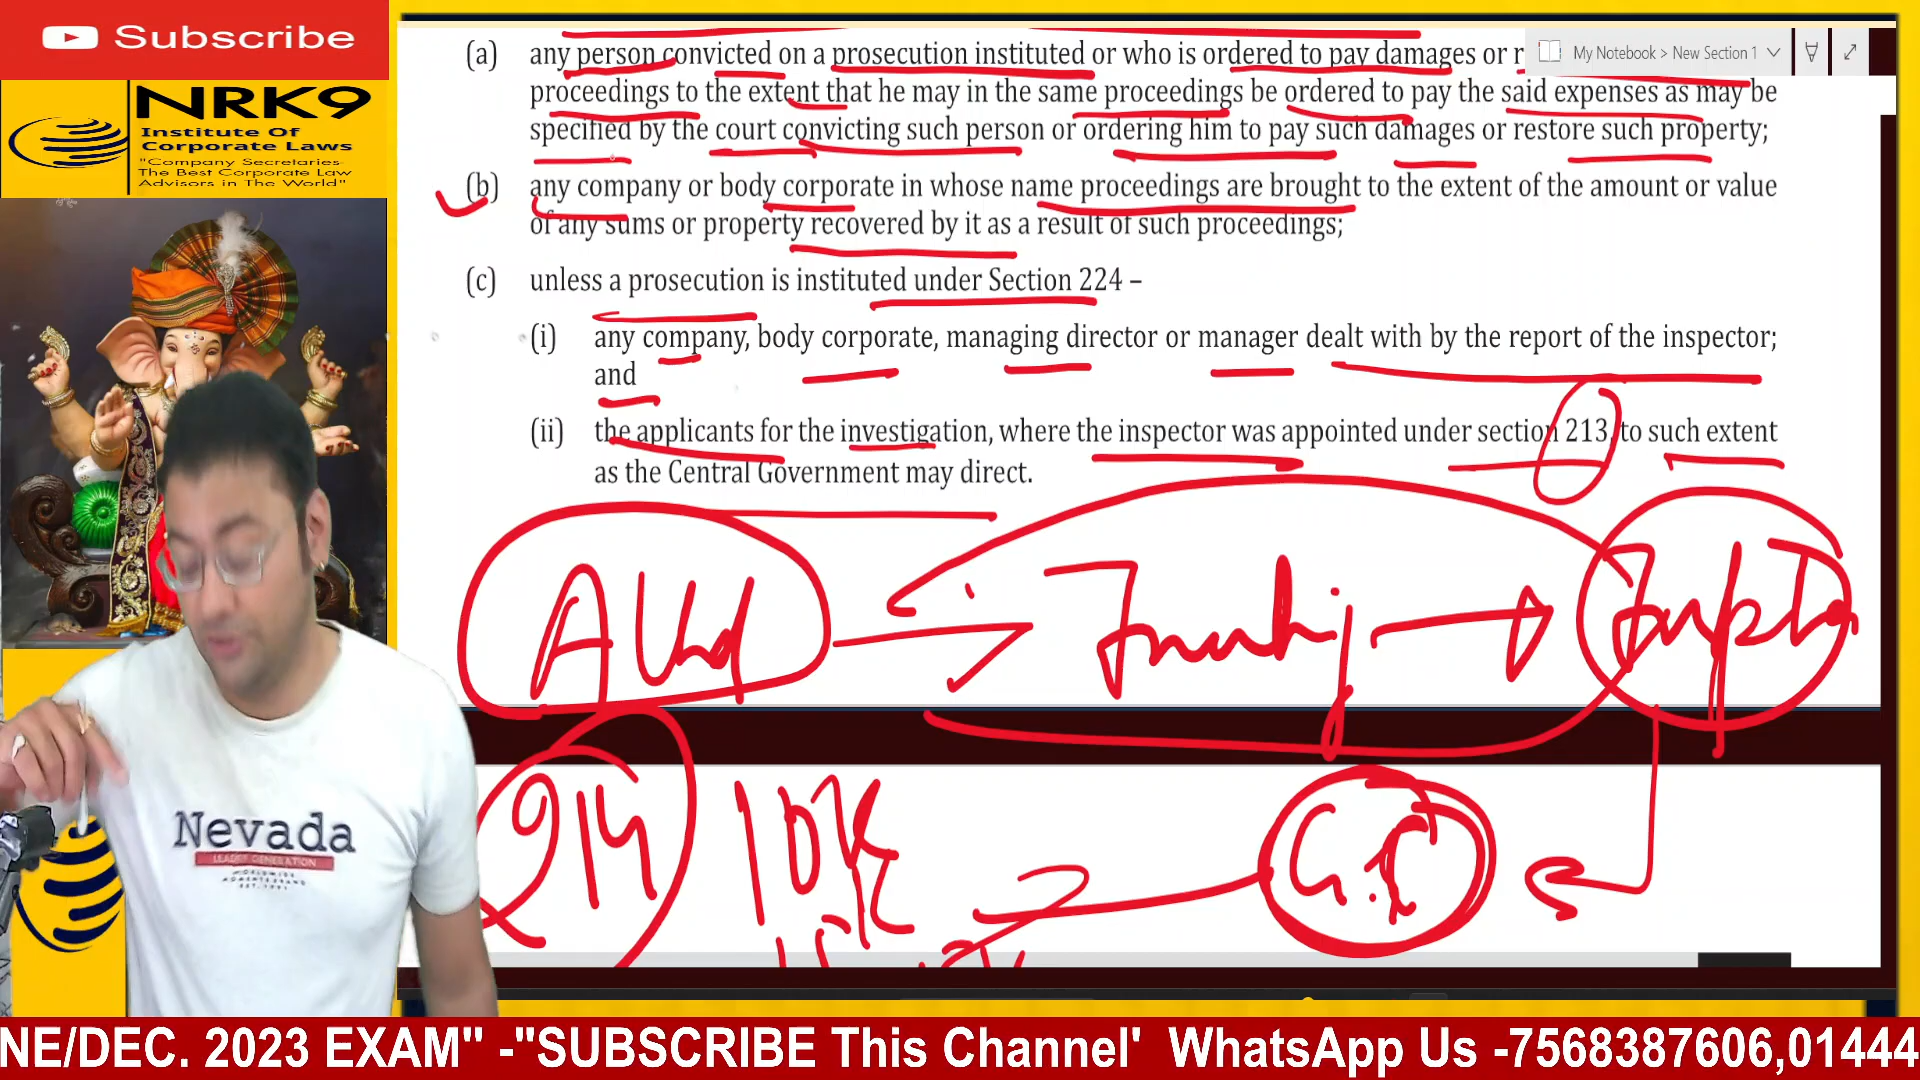 Subscribe
NRK9
Institute Of
Corporate Laws
"Company Secretaries-
The Best Corporate Law
Advisors in The World"
My Notebook > New Section 1
(a) any person convicted on a prosecution instituted or who is ordered to pay damages or r
proceedings to the extent that he may in the same proceedings be ordered to pay the said expenses as may be
specified by the court convicting such person or ordering him to pay such damages or restore such property;
(b) any company or body corporate in whose name proceedings are brought to the extent of the amount or value
of any sums or property recovered by it as a result of such proceedings;
(c) unless a prosecution is instituted under Section 224 –
(i) any company, body corporate, managing director or manager dealt with by the report of the inspector;
and
(ii) the applicants for the investigation, where the inspector was appointed under section 213, to such extent
as the Central Government may direct.
A Ltd
214 10K
Nevada
NE/DEC. 2023 EXAM" -"SUBSCRIBE This Channel' WhatsApp Us -7568387606,01444